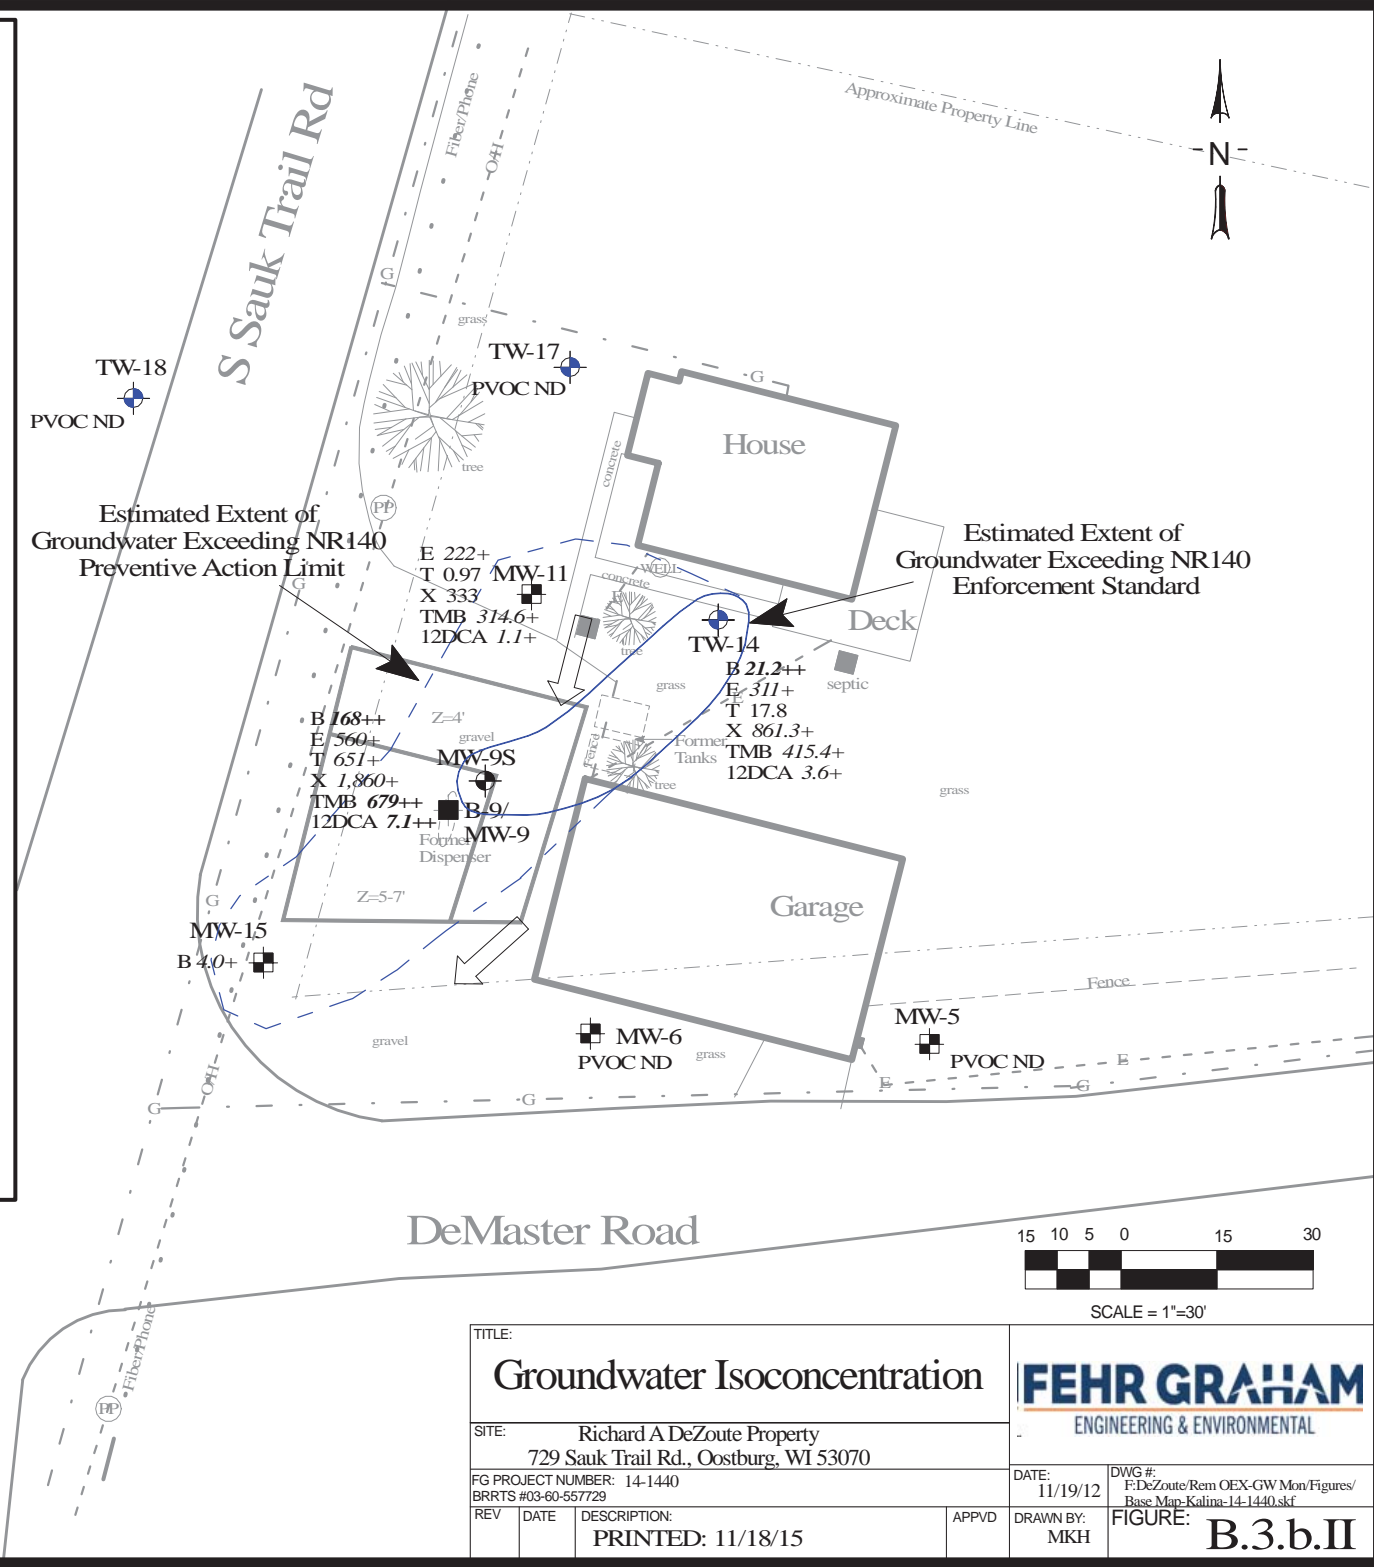 Approximate Property Line
N
S Sauk Trail Rd
Fiber/Phone
O/H
G
grass
TW-17
PVOC ND
G
TW-18
PVOC ND
House
concrete
tree
PP
Estimated Extent of
Groundwater Exceeding NR140
Preventive Action Limit
G
Estimated Extent of
Groundwater Exceeding NR140
Enforcement Standard
E 222+
T 0.97
X 333
TMB 314.6+
12DCA 1.1+
MW-11
WELL
concrete
E
tree
Deck
TW-14
B 21.2++
E 311+
T 17.8
X 861.3+
TMB 415.4+
12DCA 3.6+
septic
grass
E
Z=4'
gravel
B 168++
E 560+
T 651+
X 1,860+
TMB 679++
12DCA 7.1++
MW-9S
B-9/
MW-9
Former
Dispenser
Fence
Former
Tanks
tree
grass
Z=5-7'
G
Garage
MW-15
B 4.0+
Fence
gravel
MW-6
PVOC ND
grass
MW-5
PVOC ND
E
E
G
G
G
O/H
DeMaster Road
Fiber/Phone
PP
15 10 5 0 15 30
SCALE = 1"=30'
TITLE:
Groundwater Isoconcentration
SITE: Richard A DeZoute Property
729 Sauk Trail Rd., Oostburg, WI 53070
FG PROJECT NUMBER: 14-1440
BRRTS #03-60-557729
REV DATE DESCRIPTION: APPVD
PRINTED: 11/18/15
FEHR GRAHAM
ENGINEERING & ENVIRONMENTAL
DATE:
11/19/12
DWG #:
F:DeZoute/Rem OEX-GW Mon/Figures/
Base Map-Kalina-14-1440.skf
DRAWN BY:
MKH
FIGURE: B.3.b.II